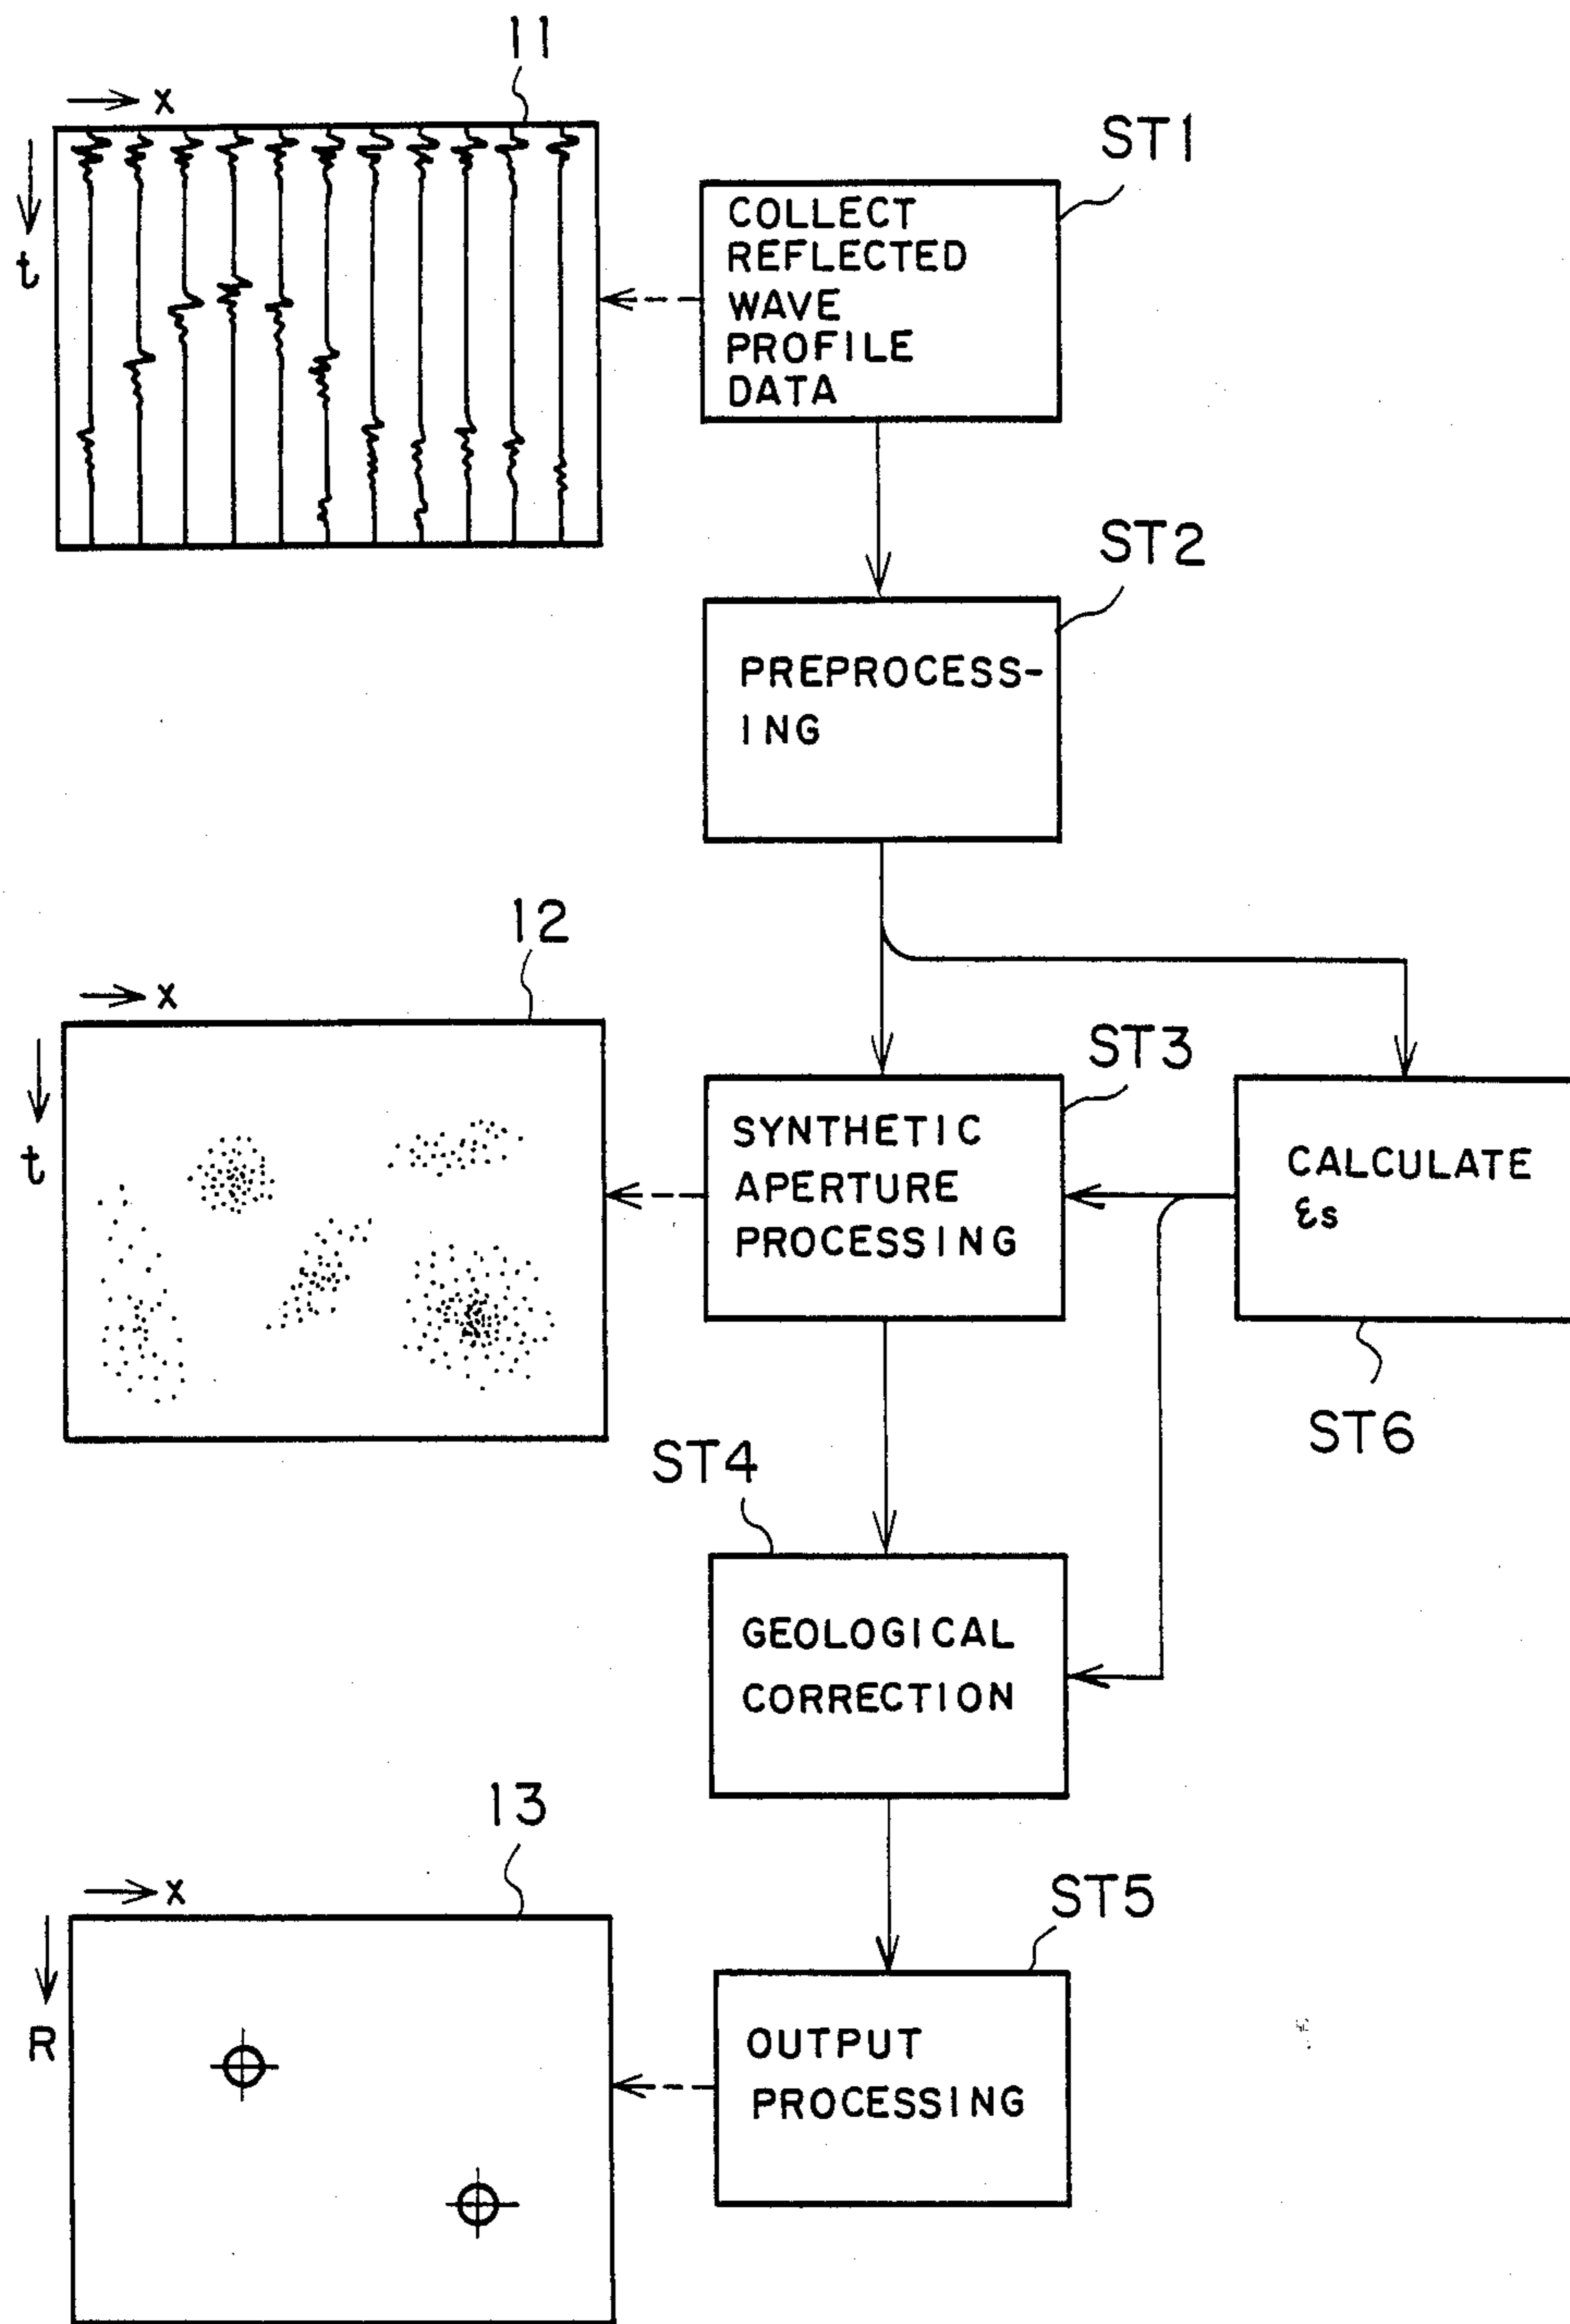 11
x
t
ST1
COLLECT
REFLECTED
WAVE
PROFILE
DATA
ST2
PREPROCESS-
ING
12
x
t
ST3
SYNTHETIC
APERTURE
PROCESSING
CALCULATE
εs
ST6
ST4
GEOLOGICAL
CORRECTION
13
x
R
ST5
OUTPUT
PROCESSING